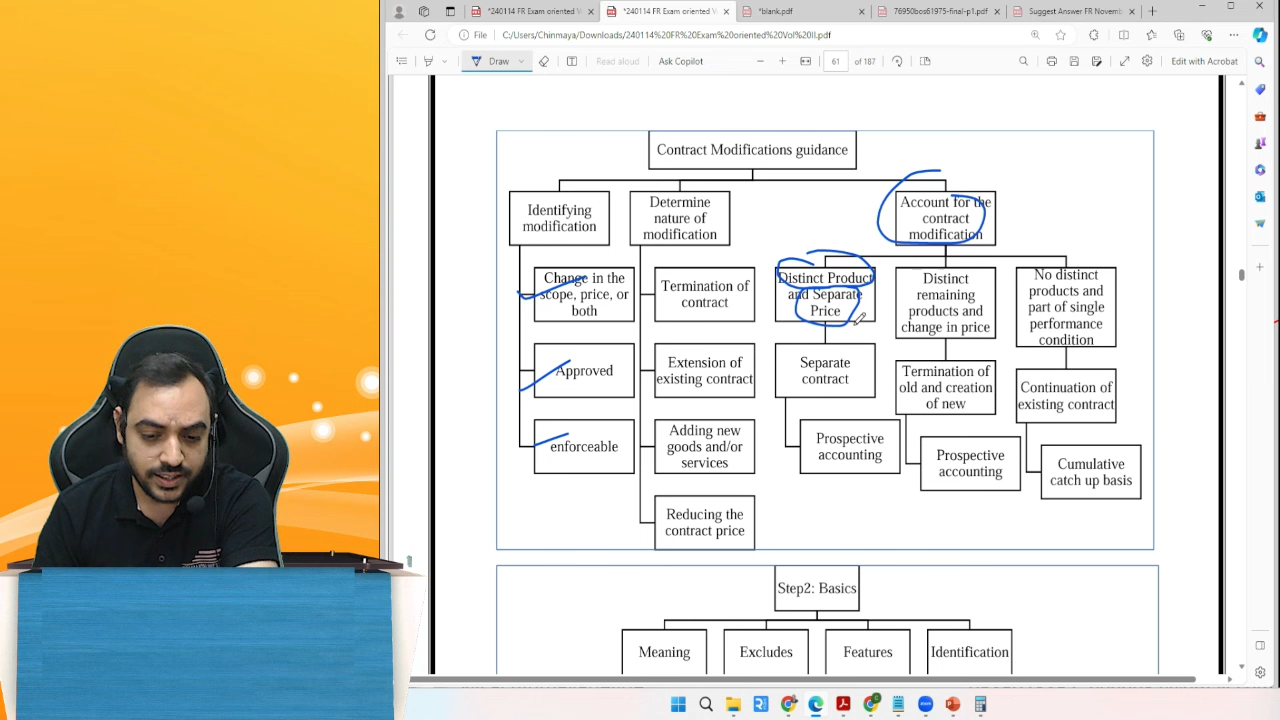 *240114 FR Exam oriented V
*240114 FR Exam oriented Ve
*blank.pdf
76950bos61975-final-p1.pdf
Suggest Answer FR Novemb
File
C:/Users/Chinmaya/Downloads/240114%20FR%20Exam%20oriented%20Vol%20II.pdf
Draw
Read aloud
Ask Copilot
61
of 187
Edit with Acrobat
Contract Modifications guidance
Identifying
modification
Determine
nature of
modification
Account for the
contract
modification
Change in the
scope, price, or
both
Termination of
contract
Distinct Product
and Separate
Price
Distinct
remaining
products and
change in price
No distinct
products and
part of single
performance
condition
Approved
Extension of
existing contract
Separate
contract
Termination of
old and creation
of new
Continuation of
existing contract
enforceable
Adding new
goods and/or
services
Prospective
accounting
Prospective
accounting
Cumulative
catch up basis
Reducing the
contract price
Step2: Basics
Meaning
Excludes
Features
Identification